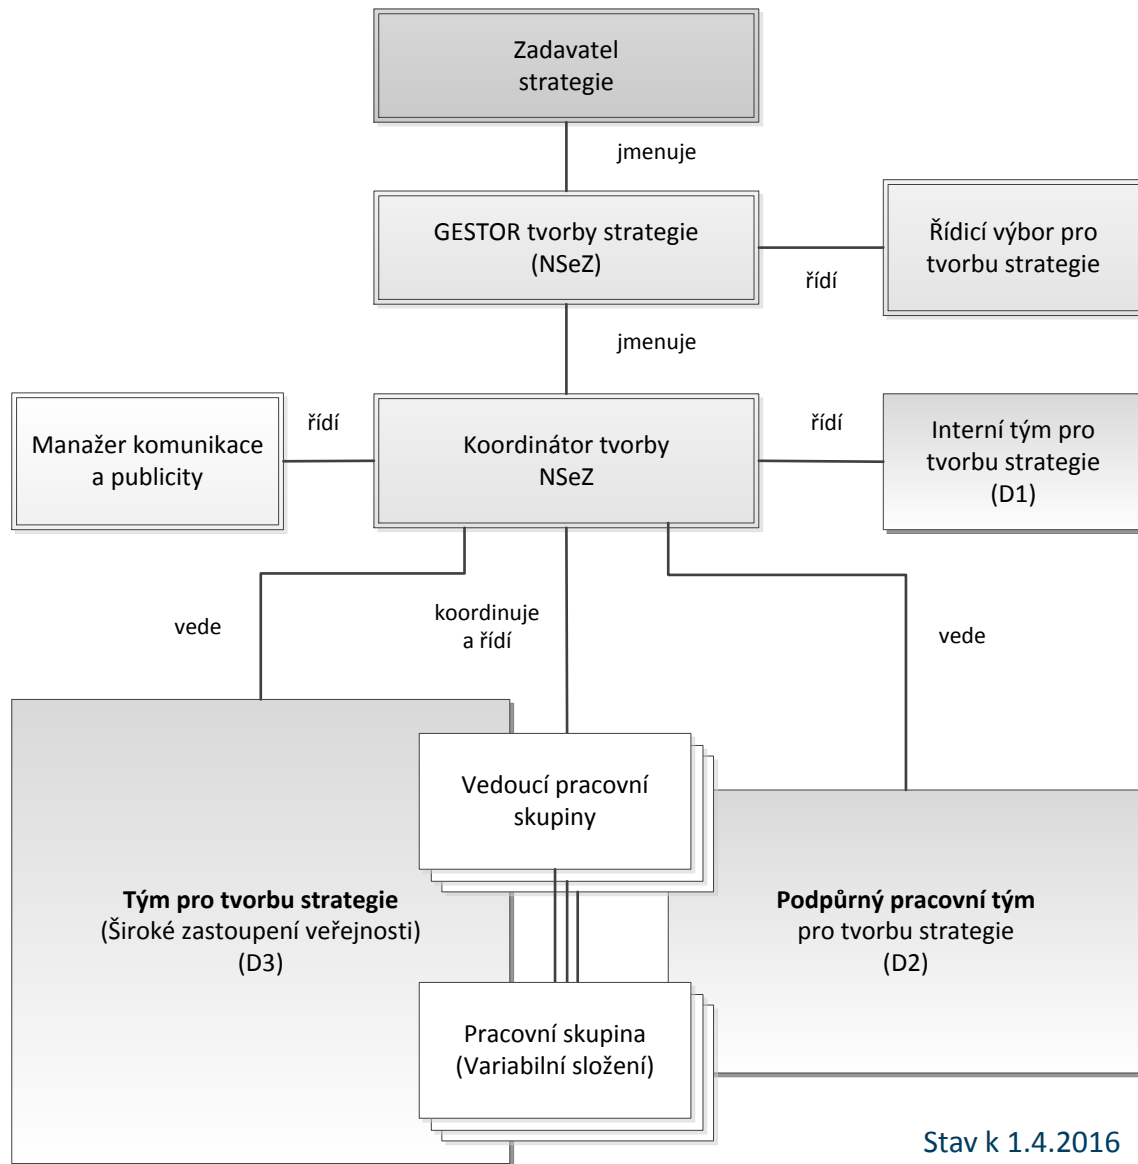 Zadavatel
strategie
jmenuje
GESTOR tvorby strategie
(NSeZ)
řídí
Řídicí výbor pro
tvorbu strategie
jmenuje
Manažer komunikace
a publicity
řídí
Koordinátor tvorby
NSeZ
řídí
Interní tým pro
tvorbu strategie
(D1)
vede
koordinuje
a řídí
vede
Vedoucí pracovní
skupiny
Tým pro tvorbu strategie
(Široké zastoupení veřejnosti)
(D3)
Podpůrný pracovní tým
pro tvorbu strategie
(D2)
Pracovní skupina
(Variabilní složení)
Stav k 1.4.2016